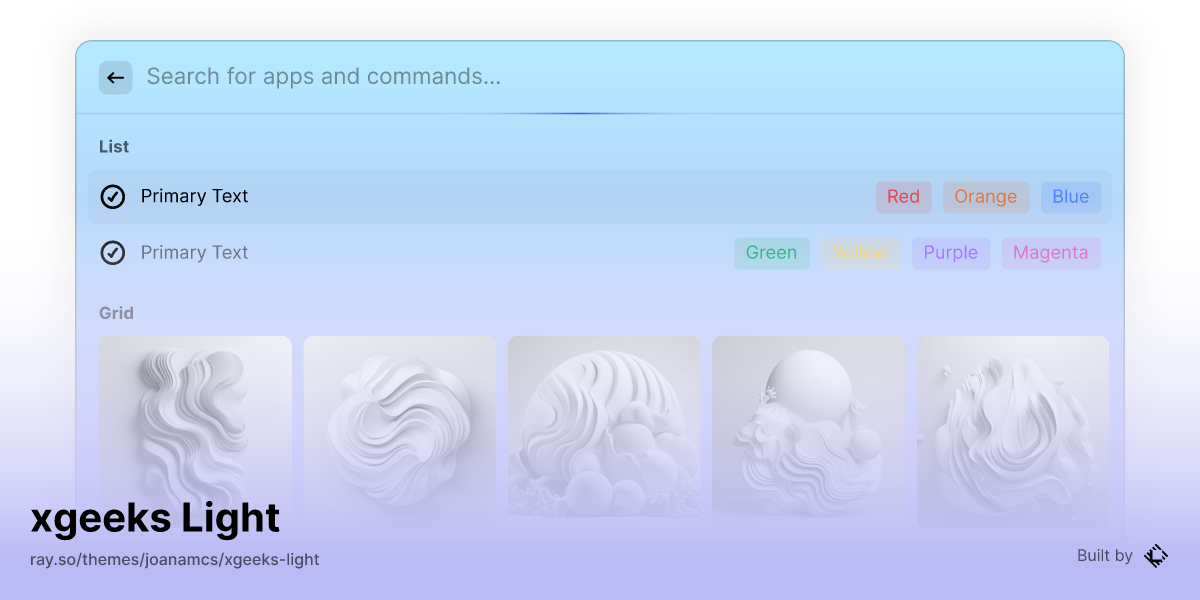 Search for apps and commands...
List
Primary Text Red Orange Blue
Primary Text Green Yellow Purple Magenta
Grid
xgeeks Light
ray.so/themes/joanamcs/xgeeks-light
Built by